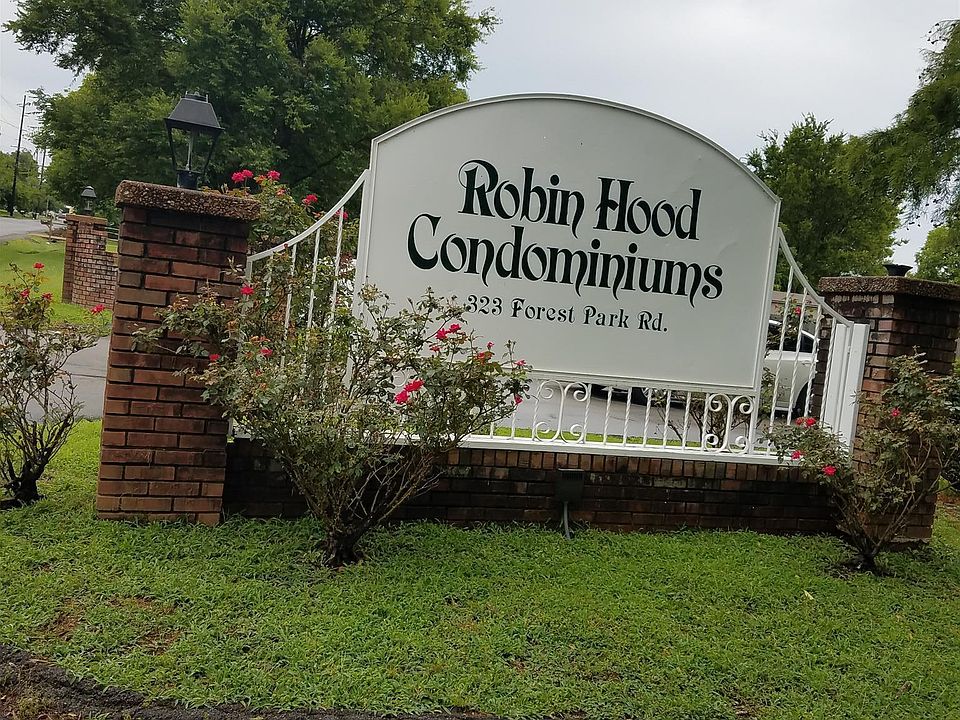 Robin Hood
Condominiums
323 Forest Park Rd.